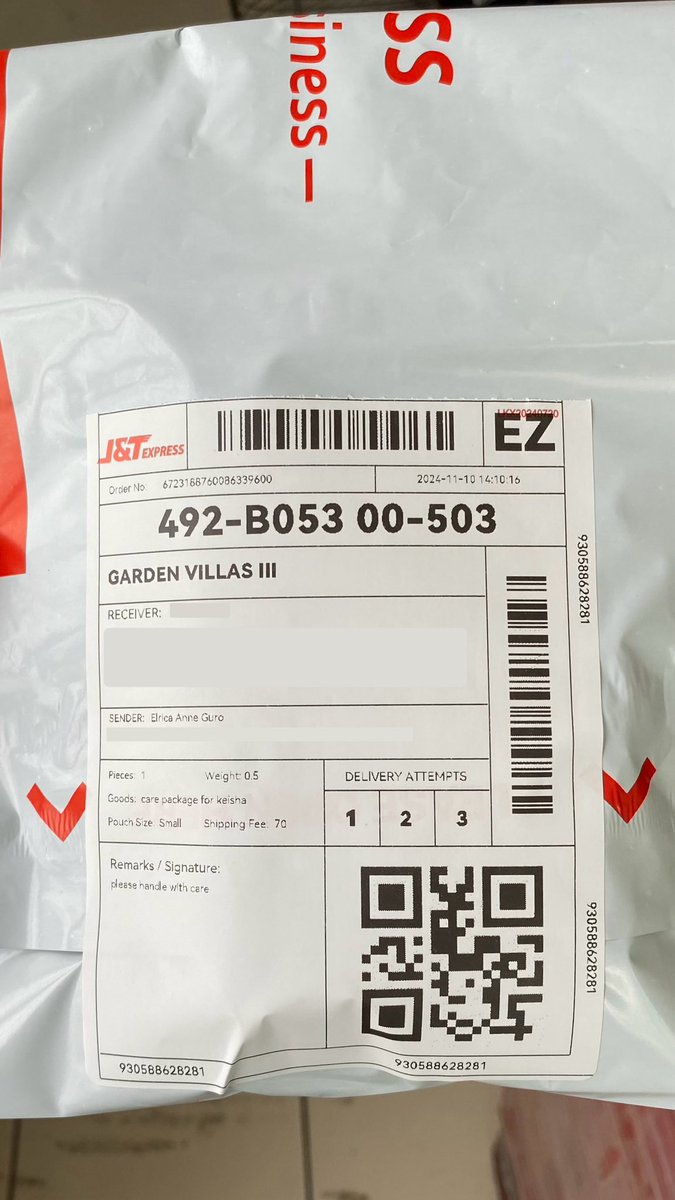 ss
iness –
J&T EXPRESS
EZ
Order No: 672318876008​6339600
2024-11-10 14:10:16
492-B053 00-503
GARDEN VILLAS III
RECEIVER:
SENDER: Elrica Anne Guro
Pieces: 1 Weight: 0.5
Goods: care package for keisha
Pouch Size: Small Shipping Fee: 70
DELIVERY ATTEMPTS
1 2 3
Remarks / Signature:
please handle with care
930588628281
930588628281
930588628281
930588628281